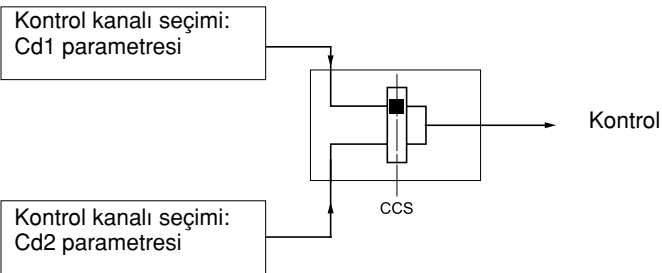 Kontrol kanalı seçimi:
Cd1 parametresi
Kontrol
CCS
Kontrol kanalı seçimi:
Cd2 parametresi